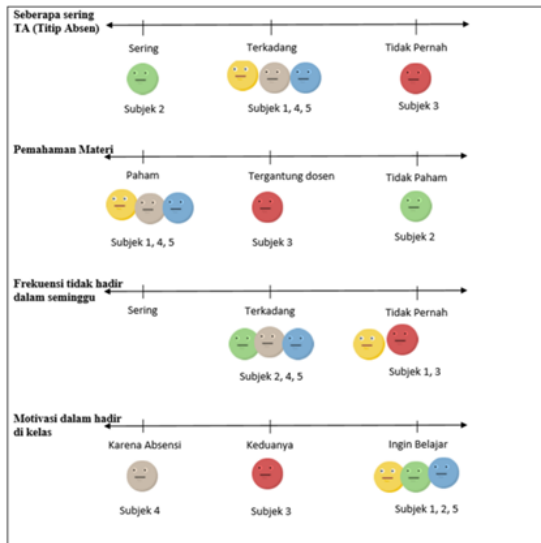 Seberapa sering
TA (Titip Absen)
Sering Terkadang Tidak Pernah
Subjek 2 Subjek 1, 4, 5 Subjek 3
Pemahaman Materi
Paham Tergantung dosen Tidak Paham
Subjek 1, 4, 5 Subjek 3 Subjek 2
Frekuensi tidak hadir
dalam seminggu
Sering Terkadang Tidak Pernah
Subjek 2, 4, 5 Subjek 1, 3
Motivasi dalam hadir
di kelas
Karena Absensi Keduanya Ingin Belajar
Subjek 4 Subjek 3 Subjek 1, 2, 5